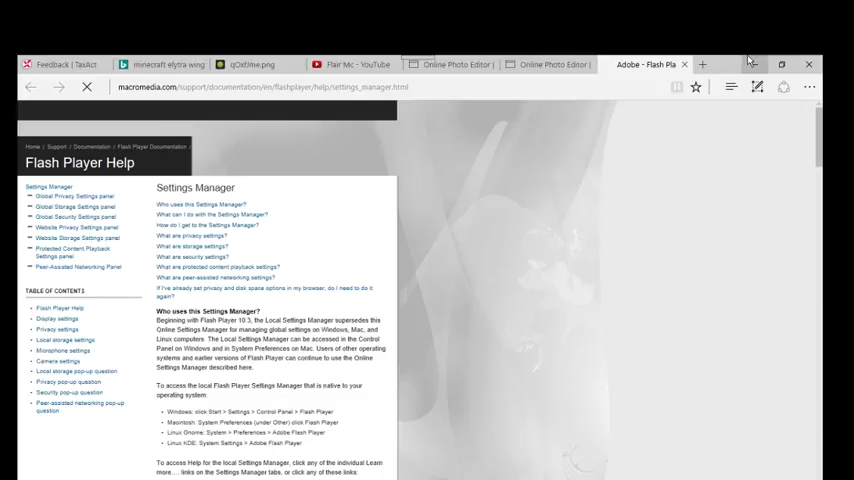 Feedback | TaxAct
minecraft elytra wing
qOxfJme.png
Flair Mc - YouTube
Online Photo Editor |
Online Photo Editor |
Adobe - Flash Pla
macromedia.com/support/documentation/en/flashplayer/help/settings_manager.html
Home / Support / Documentation / Flash Player Documentation /
Flash Player Help
Settings Manager
Global Privacy Settings panel
Global Storage Settings panel
Global Security Settings panel
Website Privacy Settings panel
Website Storage Settings panel
Protected Content Playback
Settings panel
Peer-Assisted Networking Panel
TABLE OF CONTENTS
Flash Player Help
Display settings
Privacy settings
Local storage settings
Microphone settings
Camera settings
Local storage pop-up question
Privacy pop-up question
Security pop-up question
Peer-assisted networking pop-up
question
Settings Manager
Who uses this Settings Manager?
What can I do with the Settings Manager?
How do I get to the Settings Manager?
What are privacy settings?
What are storage settings?
What are security settings?
What are protected content playback settings?
What are peer-assisted networking settings?
If I've already set privacy and disk space options in my browser, do I need to do it
again?
Who uses this Settings Manager?
Beginning with Flash Player 10.3, the Local Settings Manager supersedes this
Online Settings Manager for managing global settings on Windows, Mac, and
Linux computers. The Local Settings Manager can be accessed in the Control
Panel on Windows and in System Preferences on Mac. Users of other operating
systems and earlier versions of Flash Player can continue to use the Online
Settings Manager described here.
To access the local Flash Player Settings Manager that is native to your
operating system:
Windows: click Start > Settings > Control Panel > Flash Player
Macintosh: System Preferences (under Other) click Flash Player
Linux Gnome: System > Preferences > Adobe Flash Player
Linux KDE: System Settings > Adobe Flash Player
To access Help for the local Settings Manager, click any of the individual Learn
more.... links on the Settings Manager tabs, or click any of these links: